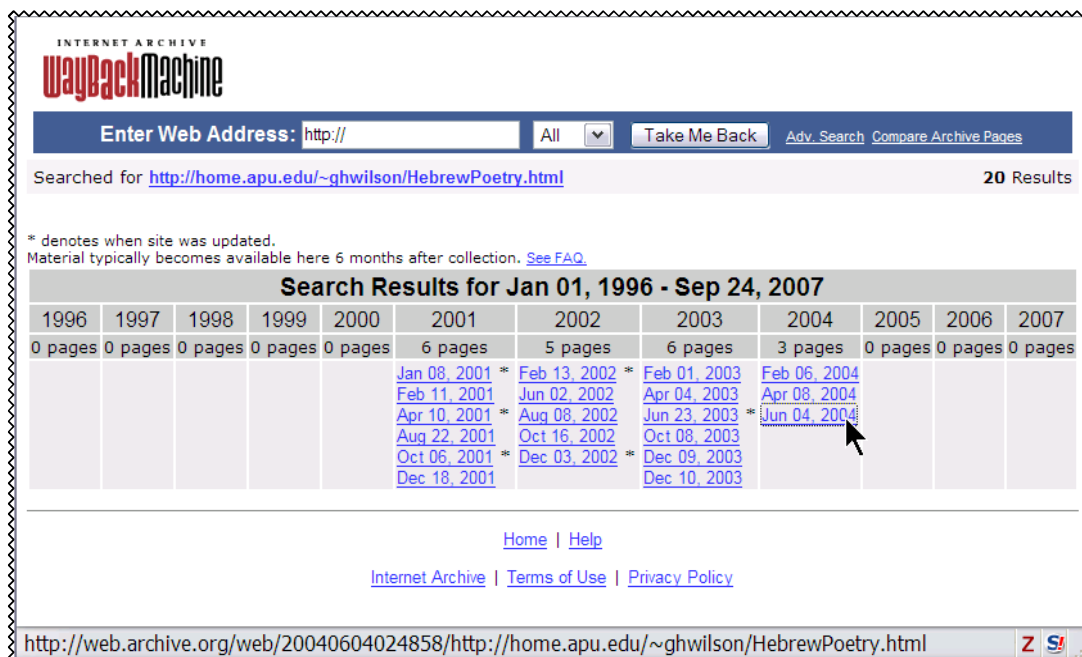 INTERNET ARCHIVE
WayBackMachine
Enter Web Address: http:// All Take Me Back Adv. Search Compare Archive Pages
Searched for http://home.apu.edu/~ghwilson/HebrewPoetry.html 20 Results
* denotes when site was updated.
Material typically becomes available here 6 months after collection. See FAQ.
Search Results for Jan 01, 1996 - Sep 24, 2007
1996 1997 1998 1999 2000 2001 2002 2003 2004 2005 2006 2007
0 pages 0 pages 0 pages 0 pages 0 pages 6 pages 5 pages 6 pages 3 pages 0 pages 0 pages 0 pages
Jan 08, 2001 * Feb 13, 2002 * Feb 01, 2003 Feb 06, 2004
Feb 11, 2001 Jun 02, 2002 Apr 04, 2003 Apr 08, 2004
Apr 10, 2001 * Aug 08, 2002 Jun 23, 2003 * Jun 04, 2004
Aug 22, 2001 Oct 16, 2002 Oct 08, 2003
Oct 06, 2001 * Dec 03, 2002 * Dec 09, 2003
Dec 18, 2001 Dec 10, 2003
Home | Help
Internet Archive | Terms of Use | Privacy Policy
http://web.archive.org/web/20040604024858/http://home.apu.edu/~ghwilson/HebrewPoetry.html Z S!